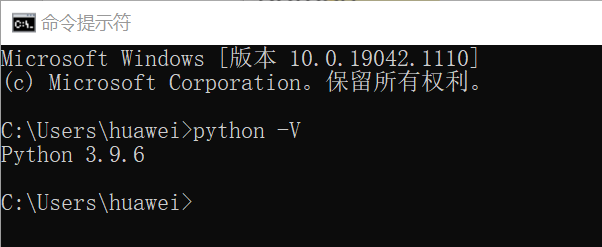 命令提示符
Microsoft Windows [版本 10.0.19042.1110]
(c) Microsoft Corporation。保留所有权利。
C:\Users\huawei>python -V
Python 3.9.6
C:\Users\huawei>